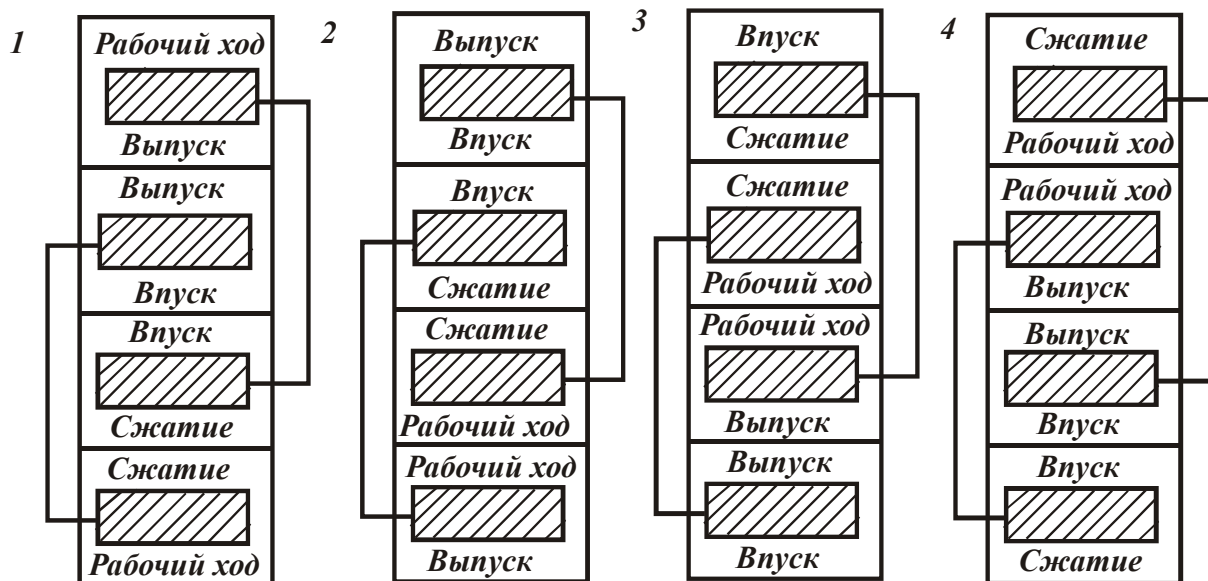 1
Рабочий ход
Выпуск
Выпуск
Впуск
Впуск
Сжатие
Сжатие
Рабочий ход
2
Выпуск
Впуск
Впуск
Сжатие
Сжатие
Рабочий ход
Рабочий ход
Выпуск
3
Впуск
Сжатие
Сжатие
Рабочий ход
Рабочий ход
Выпуск
Выпуск
Впуск
4
Сжатие
Рабочий ход
Рабочий ход
Выпуск
Выпуск
Впуск
Впуск
Сжатие